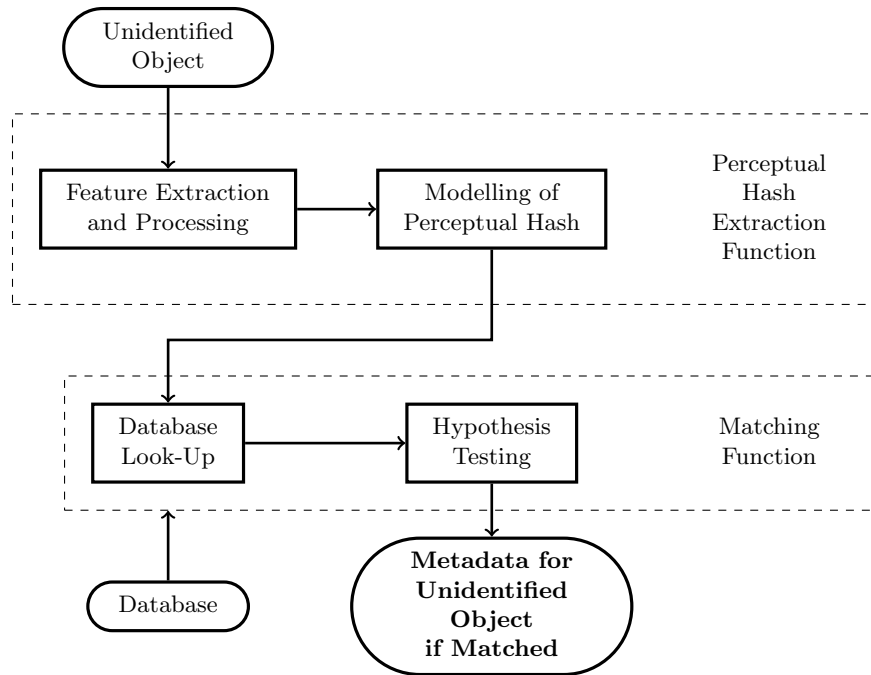 Unidentified
Object
Feature Extraction
and Processing
Modelling of
Perceptual Hash
Perceptual
Hash
Extraction
Function
Database
Look-Up
Hypothesis
Testing
Matching
Function
Database
Metadada for
Unidentified
Object
if Matched